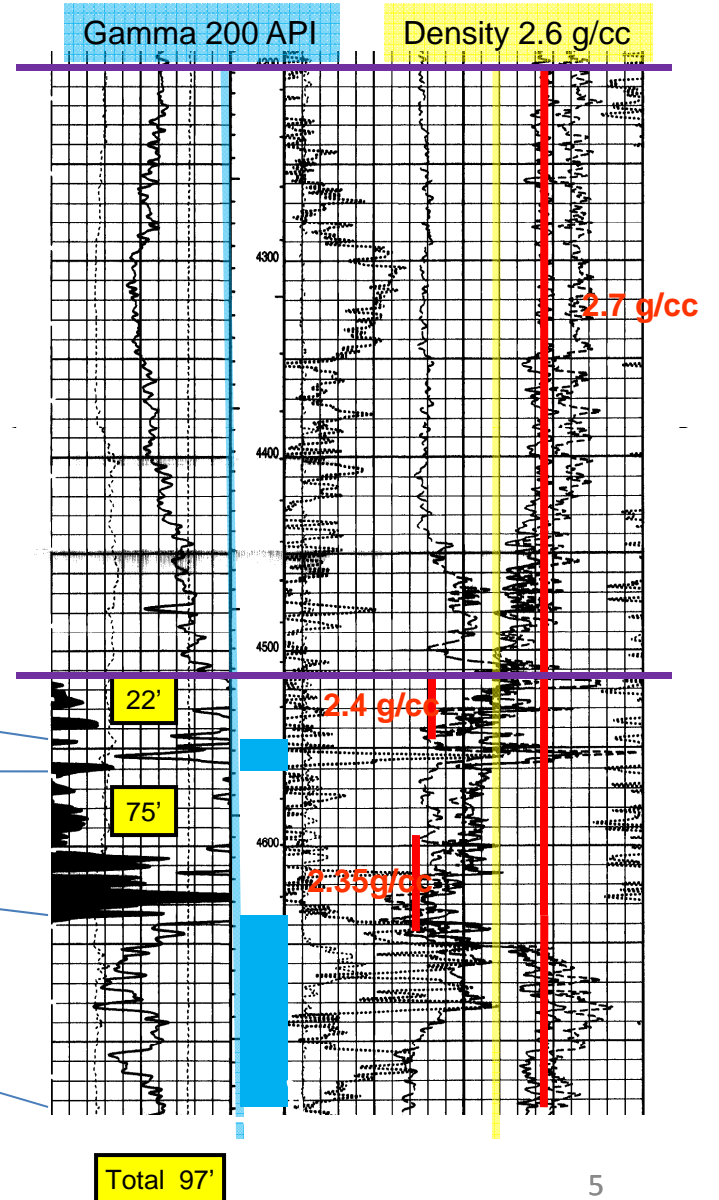 Gamma 200 API
Density 2.6 g/cc
4200
4300
2.7 g/cc
4400
4500
22’
2.4 g/cc
75’
4600
2.35g/cc
Total 97’
5